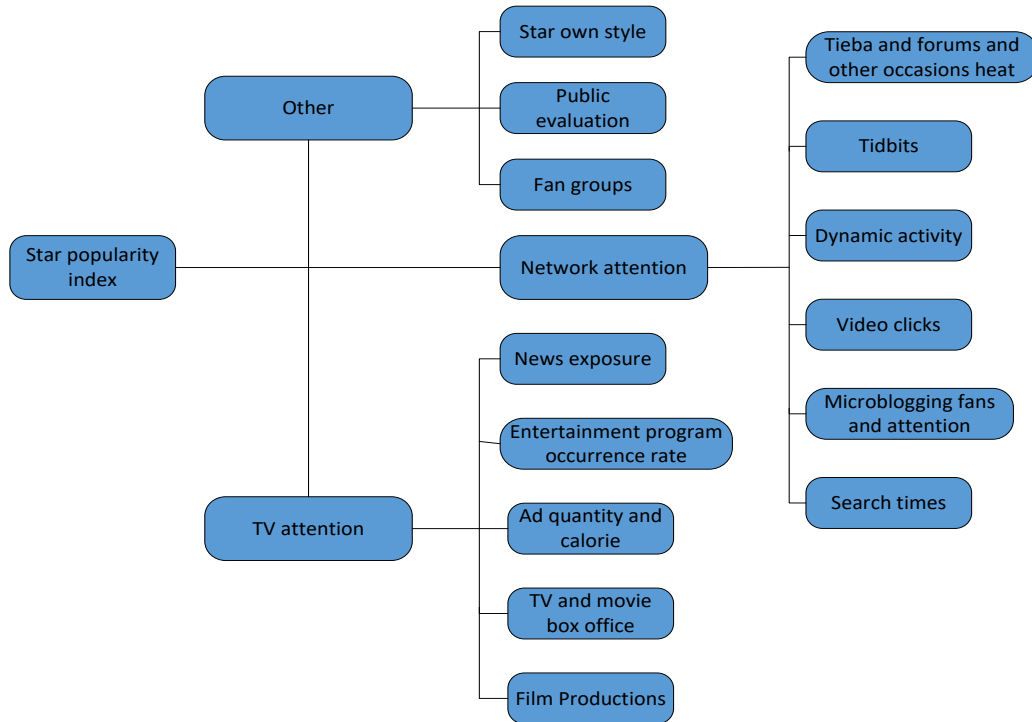 Star popularity
index
Other
Star own style
Public
evaluation
Fan groups
Network attention
Tieba and forums and
other occasions heat
Tidbits
Dynamic activity
Video clicks
Microblogging fans
and attention
Search times
TV attention
News exposure
Entertainment program
occurrence rate
Ad quantity and
calorie
TV and movie
box office
Film Productions